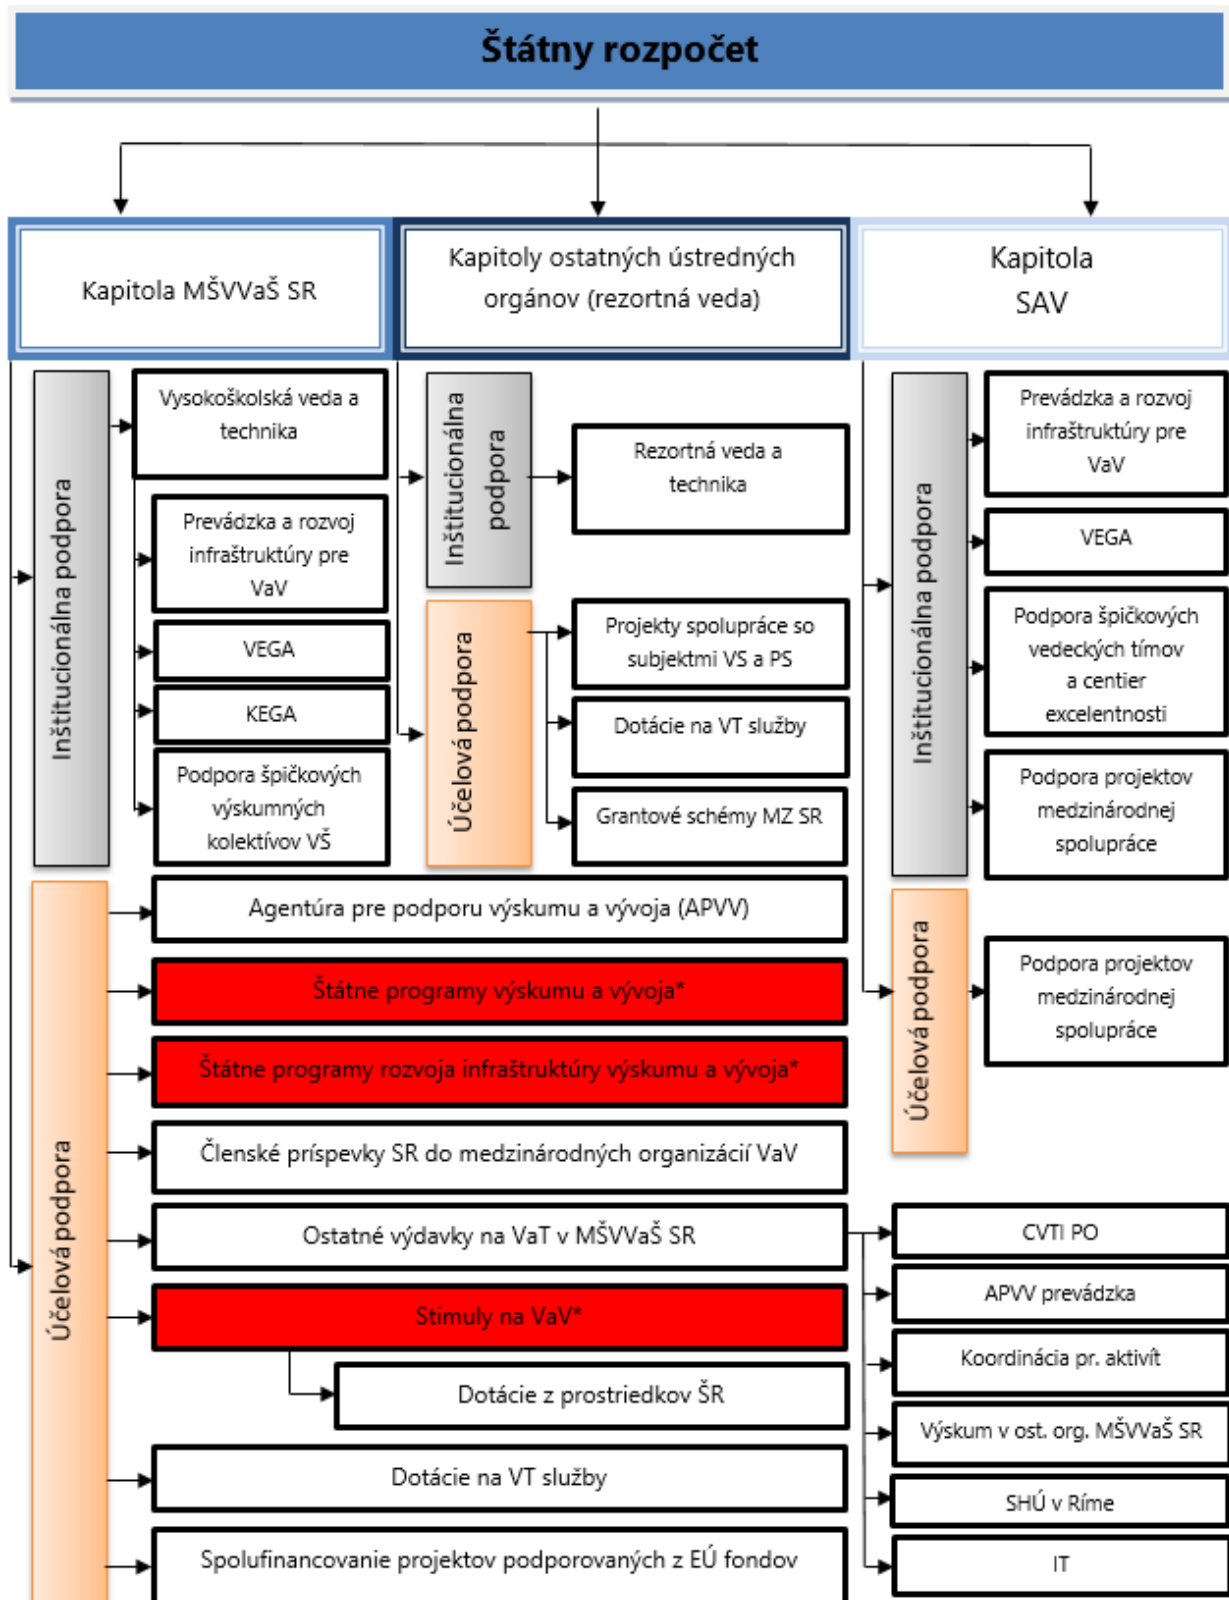 Štátny rozpočet
Kapitola MŠVVaŠ SR
Kapitoly ostatných ústredných
orgánov (rezortná veda)
Kapitola
SAV
Inštitucionálna podpora
Vysokoškolská veda a
technika
Prevádzka a rozvoj
infraštruktúry pre
VaV
VEGA
KEGA
Podpora špičkových
výskumných
kolektívov VŠ
Inštitucionálna
podpora
Rezortná veda a
technika
Účelová podpora
Projekty spolupráce so
subjektmi VS a PS
Dotácie na VT služby
Grantové schémy MZ SR
Inštitucionálna podpora
Prevádzka a rozvoj
infraštruktúry pre
VaV
VEGA
Podpora špičkových
vedeckých tímov
a centier
excelentnosti
Podpora projektov
medzinárodnej
spolupráce
Účelová podpora
Podpora projektov
medzinárodnej
spolupráce
Účelová podpora
Agentúra pre podporu výskumu a vývoja (APVV)
Štátne programy výskumu a vývoja*
Štátne programy rozvoja infraštruktúry výskumu a vývoja*
Členské príspevky SR do medzinárodných organizácií VaV
Ostatné výdavky na VaT v MŠVVaŠ SR
Stimuly na VaV*
Dotácie z prostriedkov ŠR
Dotácie na VT služby
Spolufinancovanie projektov podporovaných z EÚ fondov
CVTI PO
APVV prevádzka
Koordinácia pr. aktivít
Výskum v ost. org. MŠVVaŠ SR
SHÚ v Ríme
IT